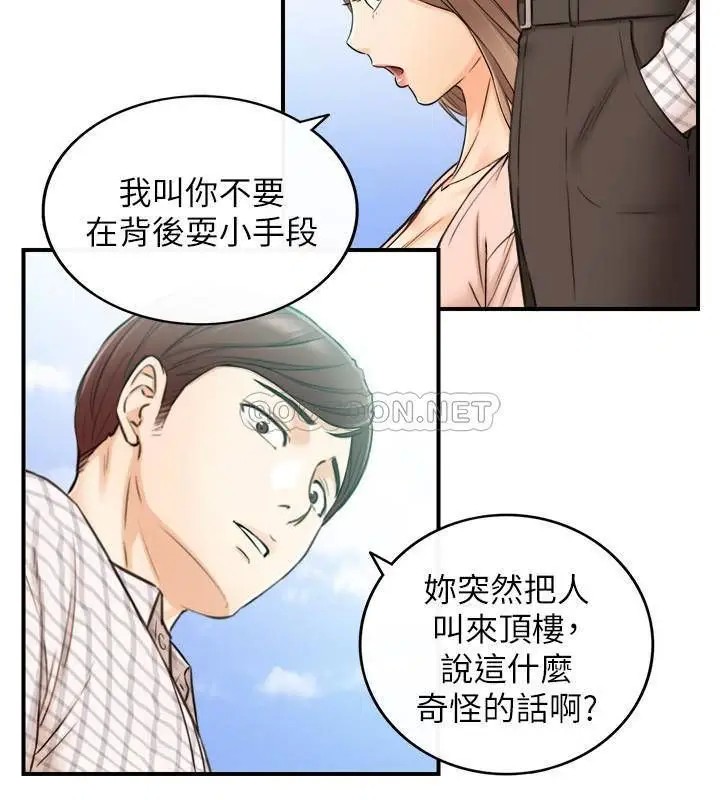 我叫你不要
在背後耍小手段
妳突然把人
叫來頂樓,
說這什麼
奇怪的話啊?